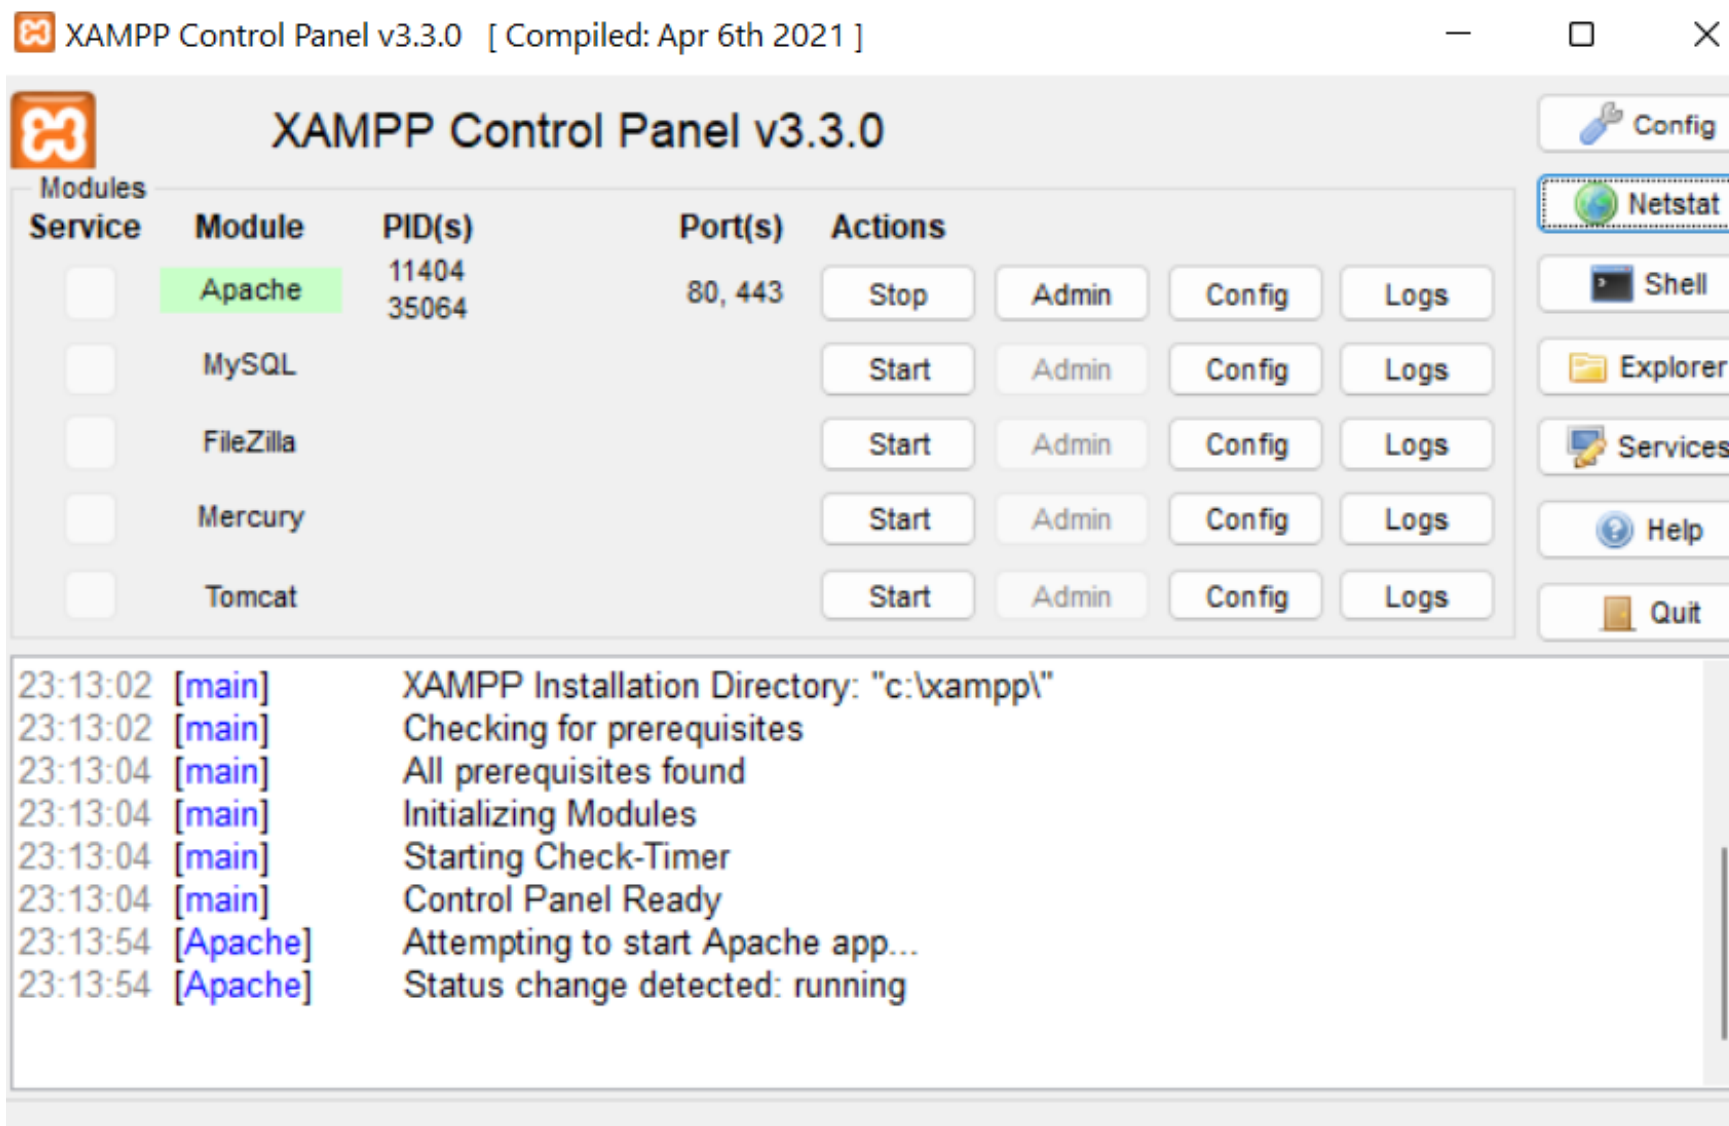 XAMPP Control Panel v3.3.0 [ Compiled: Apr 6th 2021 ]
XAMPP Control Panel v3.3.0
Config
Modules
Netstat
Service Module PID(s) Port(s) Actions
Apache 11404 35064 80, 443 Stop Admin Config Logs
Shell
MySQL Start Admin Config Logs
Explorer
FileZilla Start Admin Config Logs
Services
Mercury Start Admin Config Logs
Help
Tomcat Start Admin Config Logs
Quit
23:13:02 [main] XAMPP Installation Directory: "c:\xampp\"
23:13:02 [main] Checking for prerequisites
23:13:04 [main] All prerequisites found
23:13:04 [main] Initializing Modules
23:13:04 [main] Starting Check-Timer
23:13:04 [main] Control Panel Ready
23:13:54 [Apache] Attempting to start Apache app...
23:13:54 [Apache] Status change detected: running